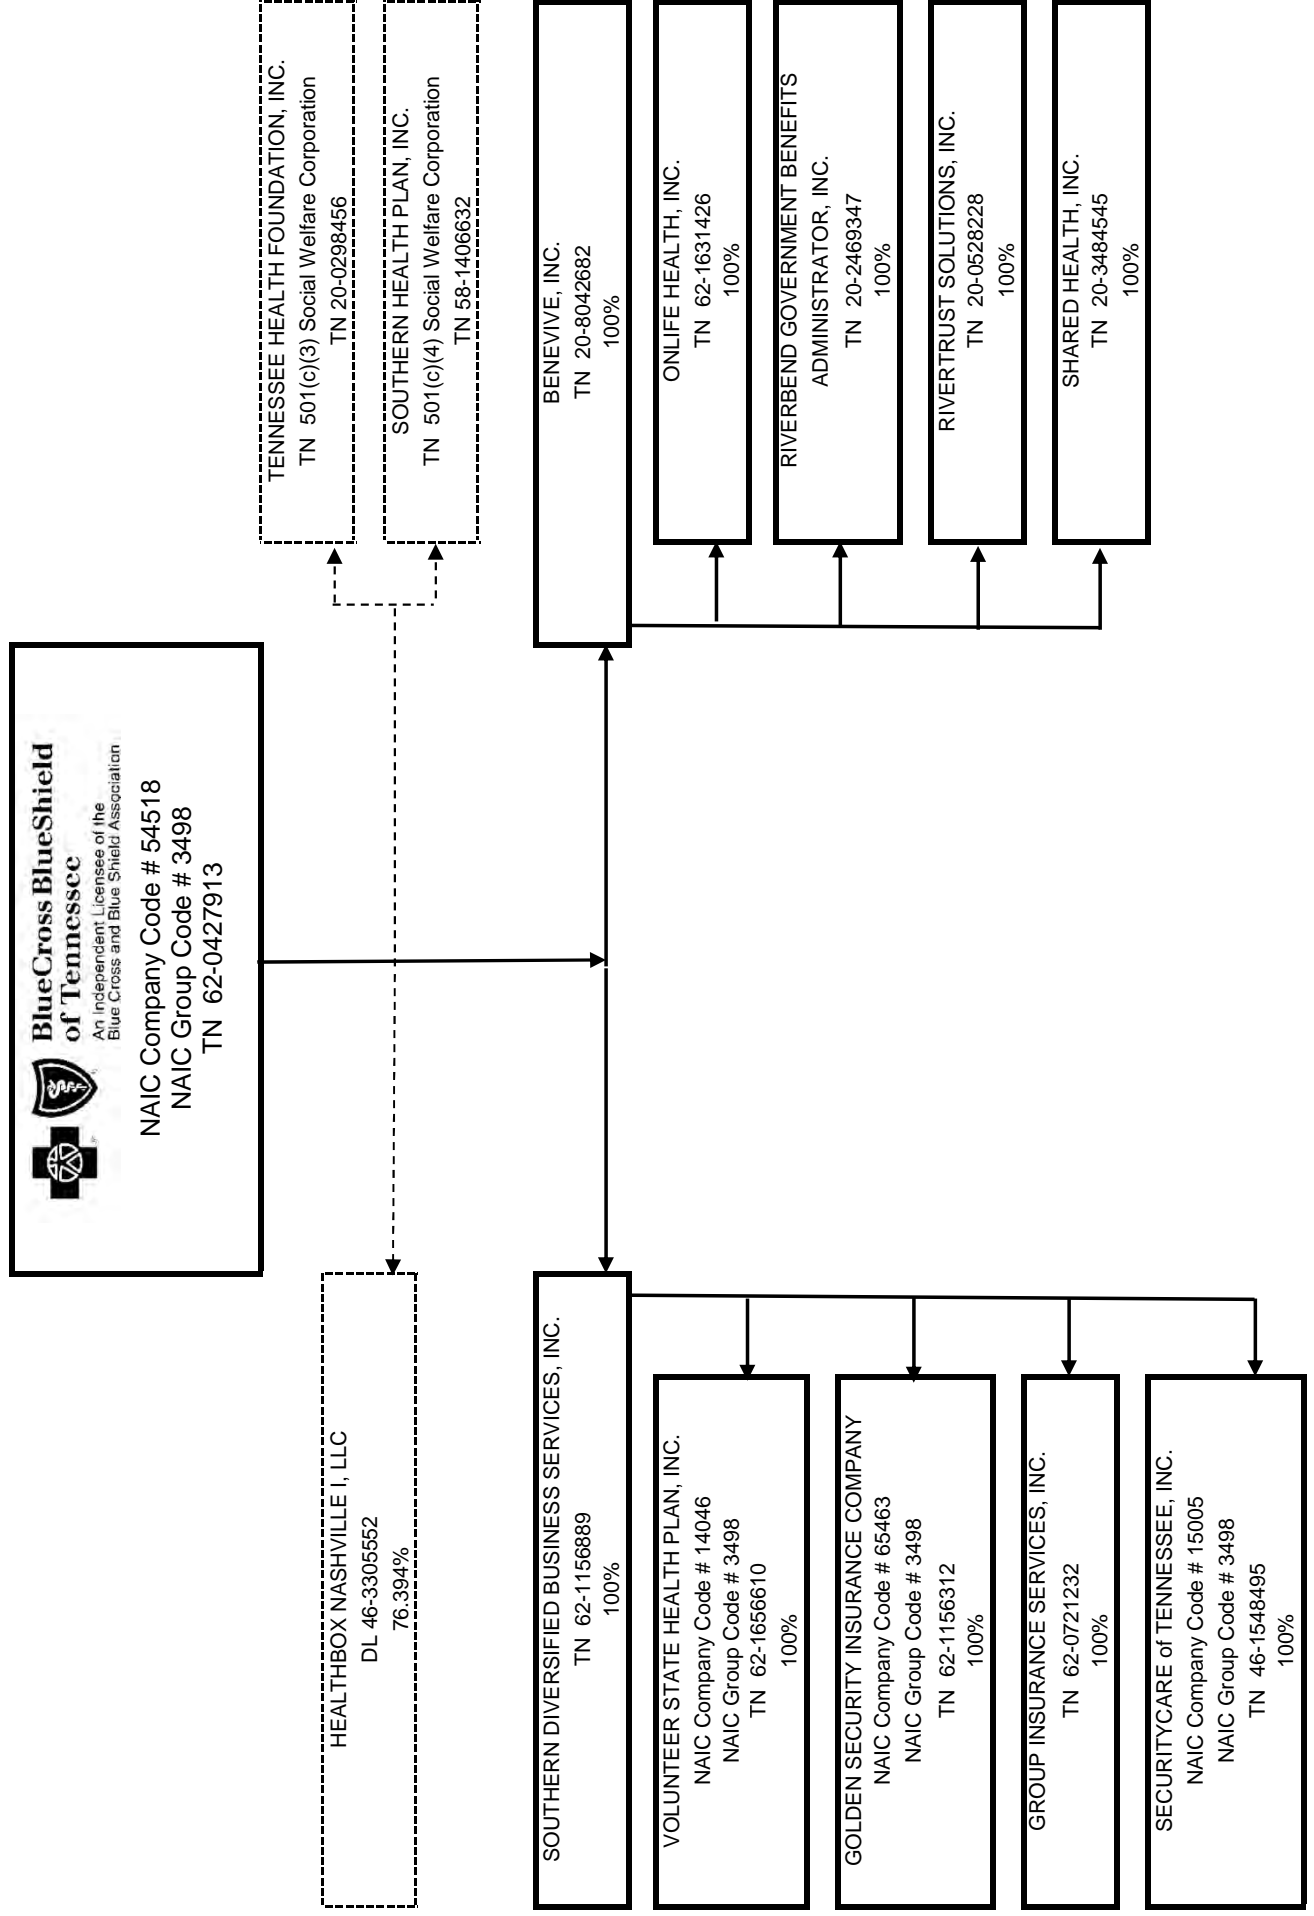 BlueCross BlueShield
of Tennessee
An Independent Licensee of the
Blue Cross and Blue Shield Association
NAIC Company Code # 54518
NAIC Group Code # 3498
TN 62-0427913
HEALTHBOX NASHVILLE I, LLC
DL 46-3305552
76.394%
TENNESSEE HEALTH FOUNDATION, INC.
TN 501(c)(3) Social Welfare Corporation
TN 20-0298456
SOUTHERN HEALTH PLAN, INC.
TN 501(c)(4) Social Welfare Corporation
TN 58-1406632
SOUTHERN DIVERSIFIED BUSINESS SERVICES, INC.
TN 62-1156889
100%
VOLUNTEER STATE HEALTH PLAN, INC.
NAIC Company Code # 14046
NAIC Group Code # 3498
TN 62-1656610
100%
GOLDEN SECURITY INSURANCE COMPANY
NAIC Company Code # 65463
NAIC Group Code # 3498
TN 62-1156312
100%
GROUP INSURANCE SERVICES, INC.
TN 62-0721232
100%
SECURITYCARE of TENNESSEE, INC.
NAIC Company Code # 15005
NAIC Group Code # 3498
TN 46-1548495
100%
BENEVIVE, INC.
TN 20-8042682
100%
ONLIFE HEALTH, INC.
TN 62-1631426
100%
RIVERBEND GOVERNMENT BENEFITS
ADMINISTRATOR, INC.
TN 20-2469347
100%
RIVERTRUST SOLUTIONS, INC.
TN 20-0528228
100%
SHARED HEALTH, INC.
TN 20-3484545
100%